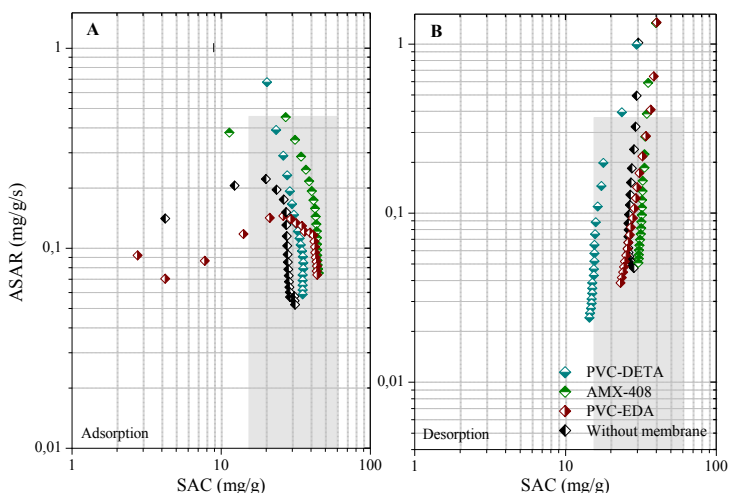 A
B
1
0,1
0,01
ASAR (mg/g/s)
1
0,1
0,01
Adsorption
Desorption
PVC-DETA
AMX-408
PVC-EDA
Without membrane
1
10
100
1
10
100
SAC (mg/g)
SAC (mg/g)